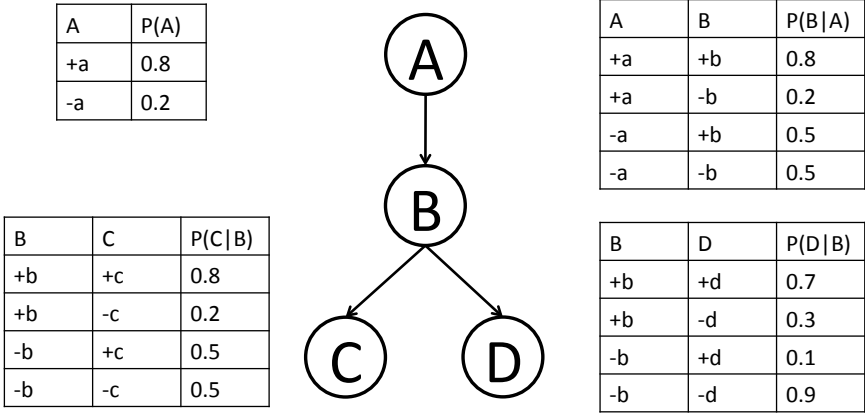 A P(A)
+a 0.8
-a 0.2
A
A B P(B|A)
+a +b 0.8
+a -b 0.2
-a +b 0.5
-a -b 0.5
B
B C P(C|B)
+b +c 0.8
+b -c 0.2
-b +c 0.5
-b -c 0.5
C
D
B D P(D|B)
+b +d 0.7
+b -d 0.3
-b +d 0.1
-b -d 0.9